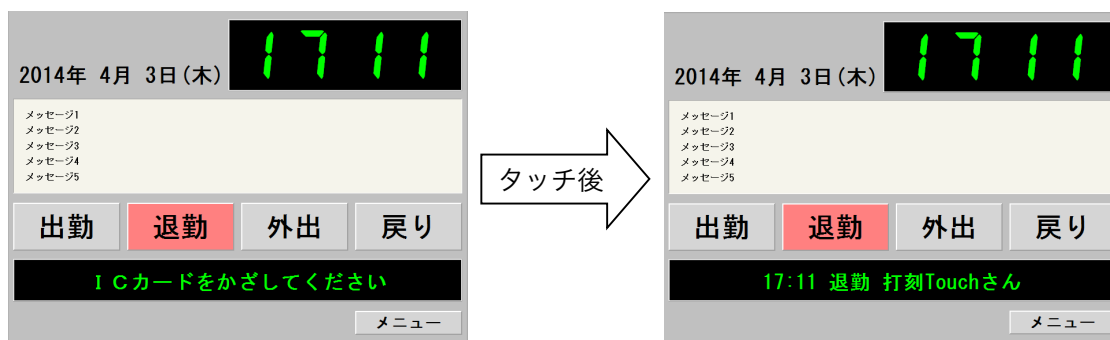 2014年 4月 3日(木) 17 11
メッセージ1
メッセージ2
メッセージ3
メッセージ4
メッセージ5
出勤 退勤 外出 戻り
ＩＣカードをかざしてください
メニュー
タッチ後
2014年 4月 3日(木) 17 11
メッセージ1
メッセージ2
メッセージ3
メッセージ4
メッセージ5
出勤 退勤 外出 戻り
17:11 退勤 打刻Touchさん
メニュー